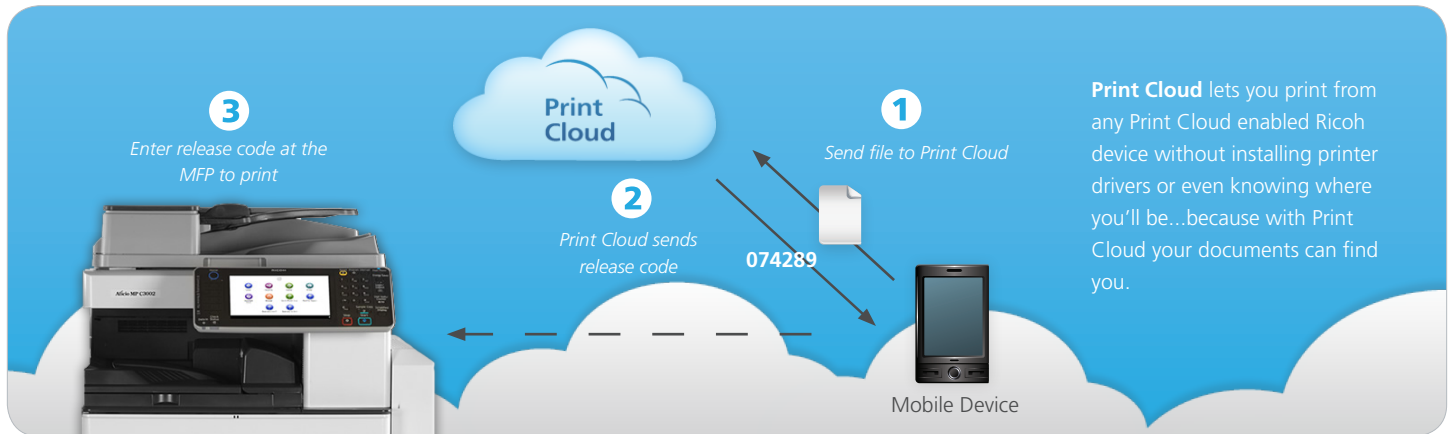 3
Enter release code at the
MFP to print
Print
Cloud
1
Send file to Print Cloud
2
Print Cloud sends
release code
074289
Aficio MP C3002
Mobile Device
Print Cloud lets you print from
any Print Cloud enabled Ricoh
device without installing printer
drivers or even knowing where
you'll be...because with Print
Cloud your documents can find
you.